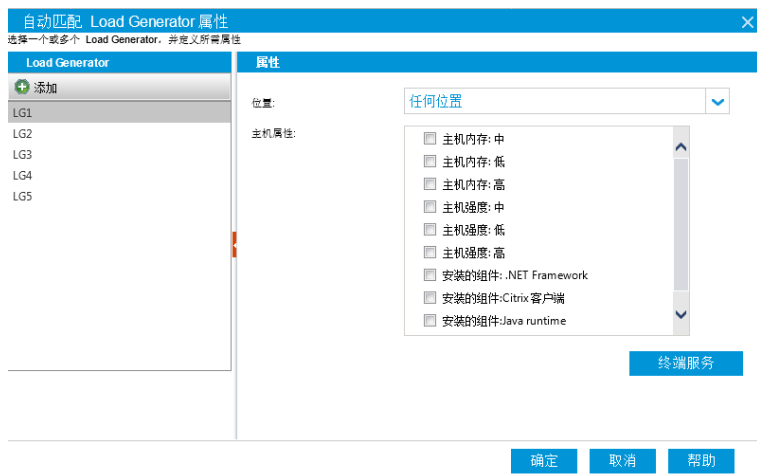 自动匹配 Load Generator 属性
选择一个或多个 Load Generator，并定义所需属性
Load Generator
添加
LG1
LG2
LG3
LG4
LG5
属性
位置:
任何位置
主机属性:
主机内存: 中
主机内存: 低
主机内存: 高
主机强度: 中
主机强度: 低
主机强度: 高
安装的组件: .NET Framework
安装的组件:Citrix 客户端
安装的组件:Java runtime
终端服务
确定
取消
帮助